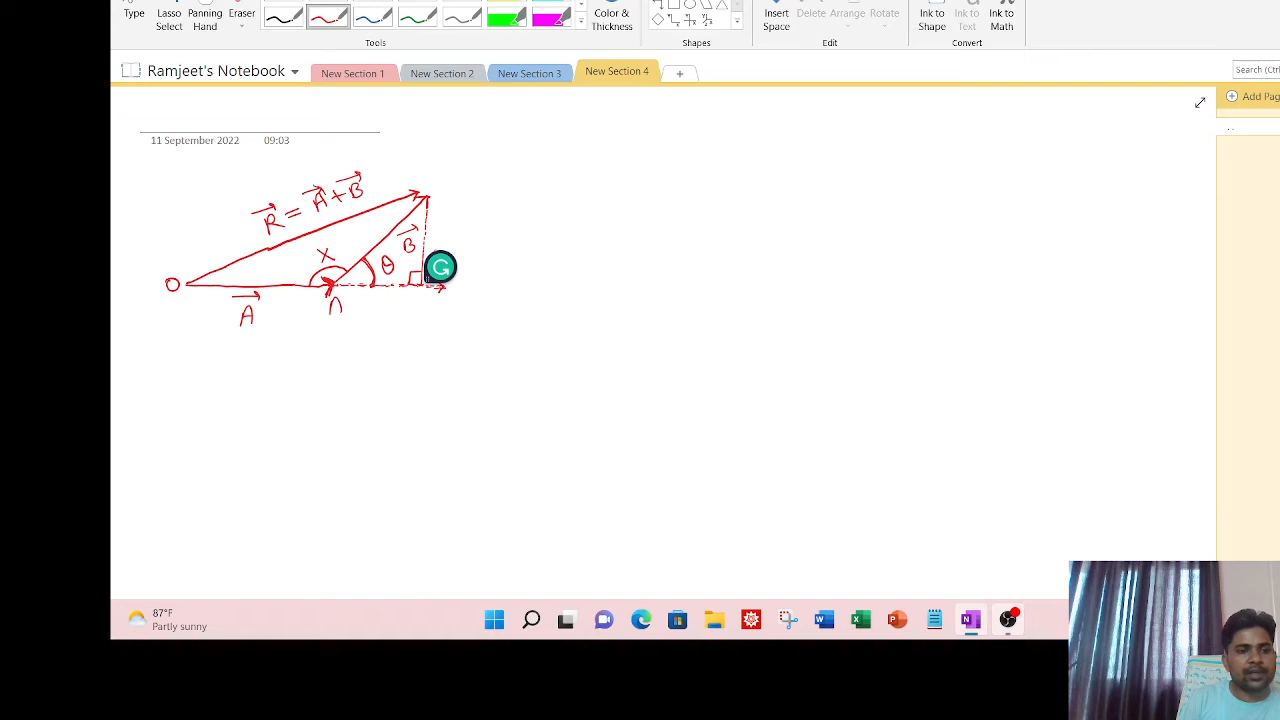 Type Lasso Select Panning Hand Eraser Color & Thickness Insert Space Delete Arrange Rotate Ink to Shape Ink to Text Ink to Math
Tools Shapes Edit Convert
Ramjeet's Notebook New Section 1 New Section 2 New Section 3 New Section 4 + Search (Ctrl
Add Pag
11 September 2022 09:03
R⃗ = A⃗ + B⃗
X B⃗
θ
O
A⃗
87°F
Partly sunny